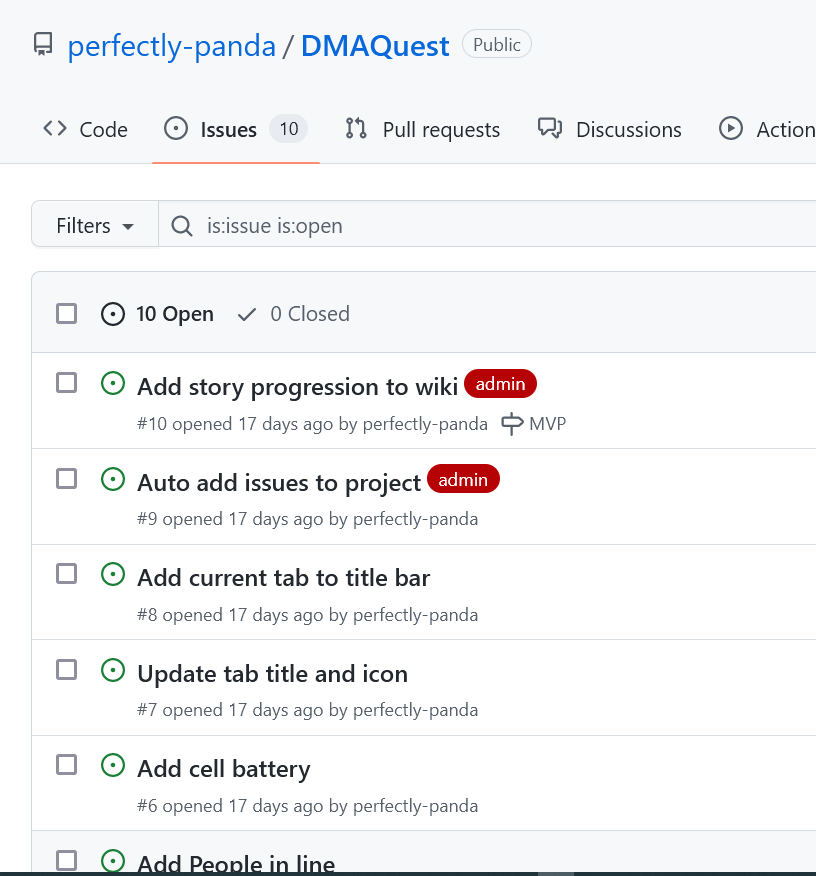 perfectly-panda / DMAQuest Public
Code Issues 10 Pull requests Discussions Action
Filters is:issue is:open
10 Open 0 Closed
Add story progression to wiki admin
#10 opened 17 days ago by perfectly-panda MVP
Auto add issues to project admin
#9 opened 17 days ago by perfectly-panda
Add current tab to title bar
#8 opened 17 days ago by perfectly-panda
Update tab title and icon
#7 opened 17 days ago by perfectly-panda
Add cell battery
#6 opened 17 days ago by perfectly-panda
Add People in line